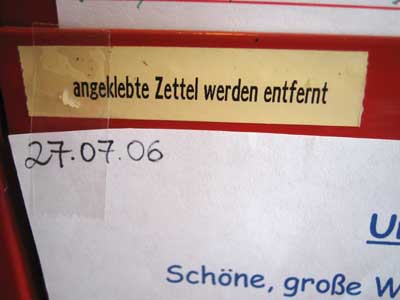 angeklebte Zettel werden entfernt
27.07.06
Schöne, große